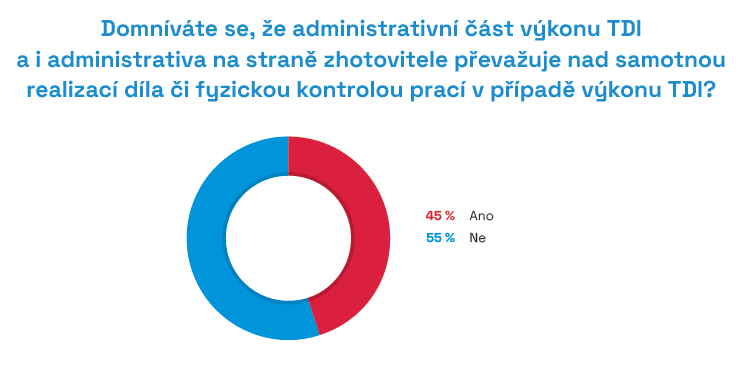 Domníváte se, že administrativní část výkonu TDI
a i administrativa na straně zhotovitele převažuje nad samotnou
realizací díla či fyzickou kontrolou prací v případě výkonu TDI?
45 % Ano
55 % Ne